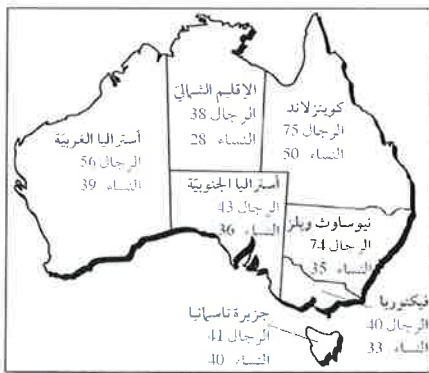 الإقليم الشمالي
الرجال 38
النساء 28
كوينزلاند
الرجال 75
النساء 50
أستراليا الغربية
الرجال 56
النساء 39
أستراليا الجنوبية
الرجال 43
النساء 36
نيوساوث ويلز
الرجال 74
النساء 35
فيكتوريا
الرجال 40
النساء 33
جزيرة تاسمانيا
الرجال 41
النساء 40